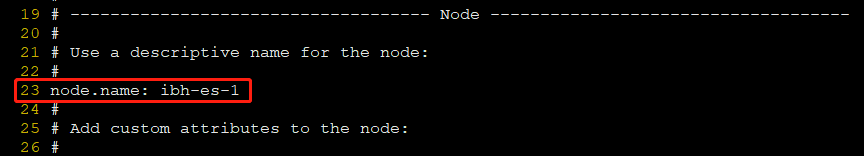 19 # ----------------------------------- Node -----------------------------------
20 #
21 # Use a descriptive name for the node:
22 #
23 node.name: ibh-es-1
24 #
25 # Add custom attributes to the node:
26 #